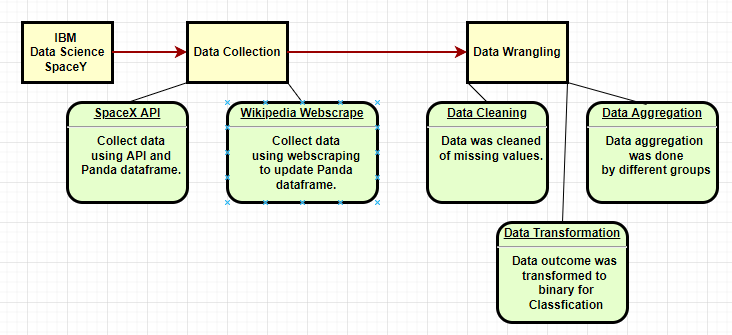 IBM
Data Science
SpaceY
Data Collection
Data Wrangling
SpaceX API
Collect data
using API and
Panda dataframe.
Wikipedia Webscrape
Collect data
using webscraping
to update Panda
dataframe.
Data Cleaning
Data was cleaned
of missing values.
Data Aggregation
Data aggregation
was done
by different groups
Data Transformation
Data outcome was
transformed to
binary for
Classfication